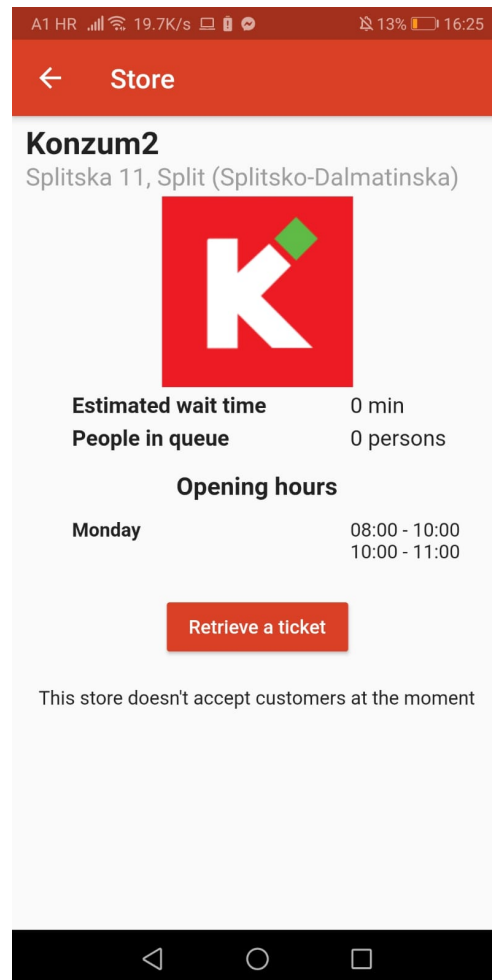 A1 HR 19.7K/s 13% 16:25
Store
Konzum2
Splitska 11, Split (Splitsko-Dalmatinska)
K
Estimated wait time 0 min
People in queue 0 persons
Opening hours
Monday 08:00 - 10:00
10:00 - 11:00
Retrieve a ticket
This store doesn't accept customers at the moment